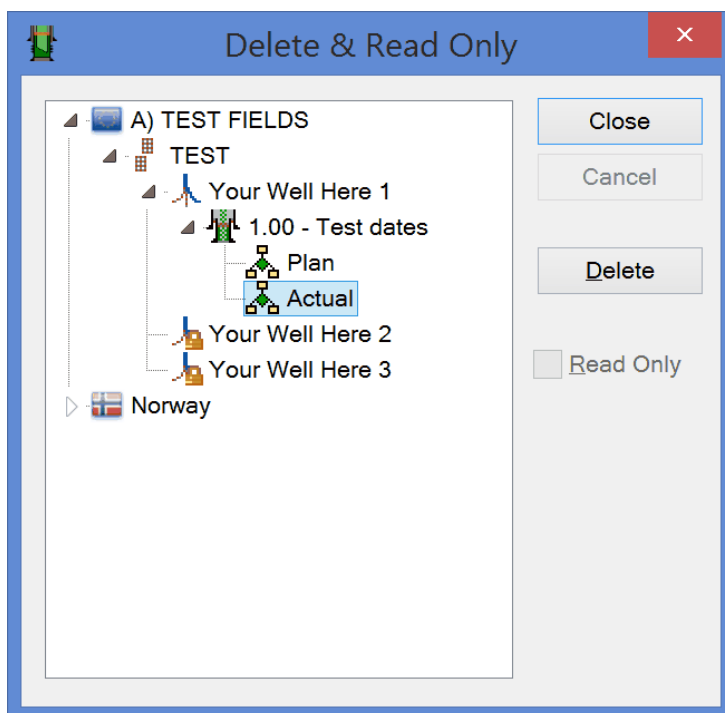 Delete & Read Only
A) TEST FIELDS
TEST
Your Well Here 1
1.00 - Test dates
Plan
Actual
Your Well Here 2
Your Well Here 3
Norway
Close
Cancel
Delete
Read Only